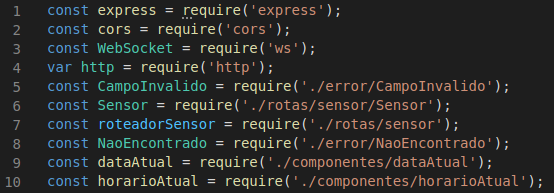 1 const express = require('express');
2 const cors = require('cors');
3 const WebSocket = require('ws');
4 var http = require('http');
5 const CampoInvalido = require('./error/CampoInvalido');
6 const Sensor = require('./rotas/sensor/Sensor');
7 const roteadorSensor = require('./rotas/sensor');
8 const NaoEncontrado = require('./error/NaoEncontrado');
9 const dataAtual = require('./componentes/dataAtual');
10 const horarioAtual = require('./componentes/horarioAtual');